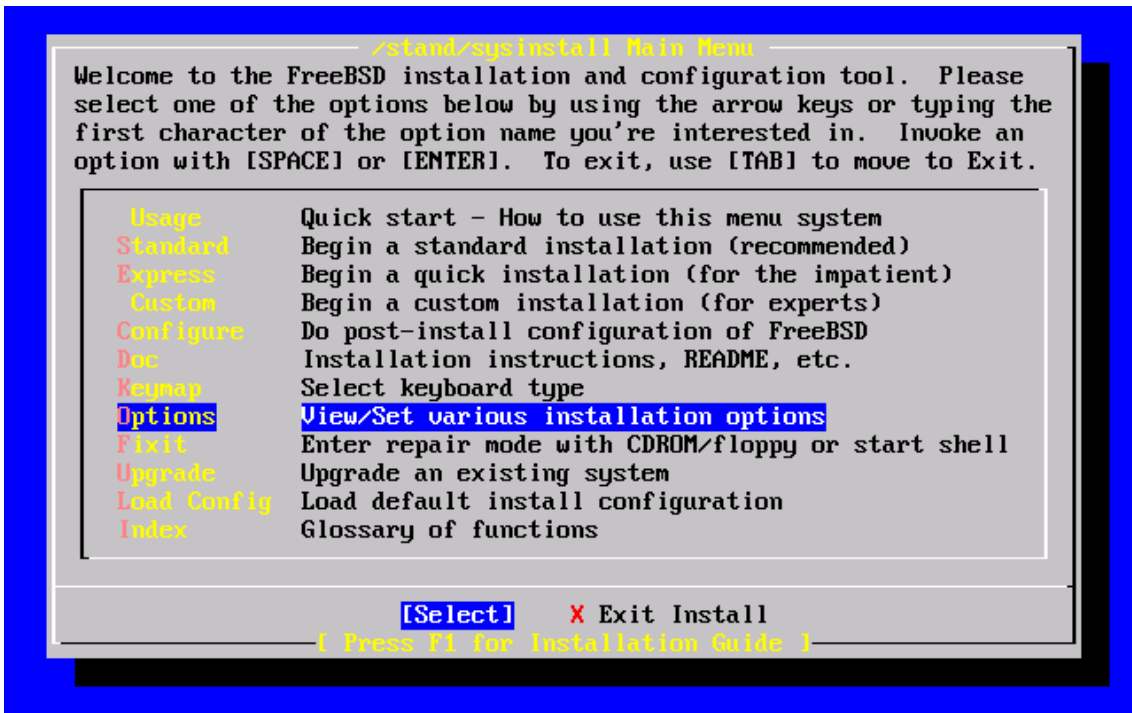 /stand/sysinstall Main Menu
Welcome to the FreeBSD installation and configuration tool.  Please
select one of the options below by using the arrow keys or typing the
first character of the option name you're interested in.  Invoke an
option with [SPACE] or [ENTER].  To exit, use [TAB] to move to Exit.
Usage Quick start - How to use this menu system
Standard Begin a standard installation (recommended)
Express Begin a quick installation (for the impatient)
Custom Begin a custom installation (for experts)
Configure Do post-install configuration of FreeBSD
Doc Installation instructions, README, etc.
Keymap Select keyboard type
Options View/Set various installation options
Fixit Enter repair mode with CDROM/floppy or start shell
Upgrade Upgrade an existing system
Load Config Load default install configuration
Index Glossary of functions
[Select] X Exit Install
[ Press F1 for Installation Guide ]